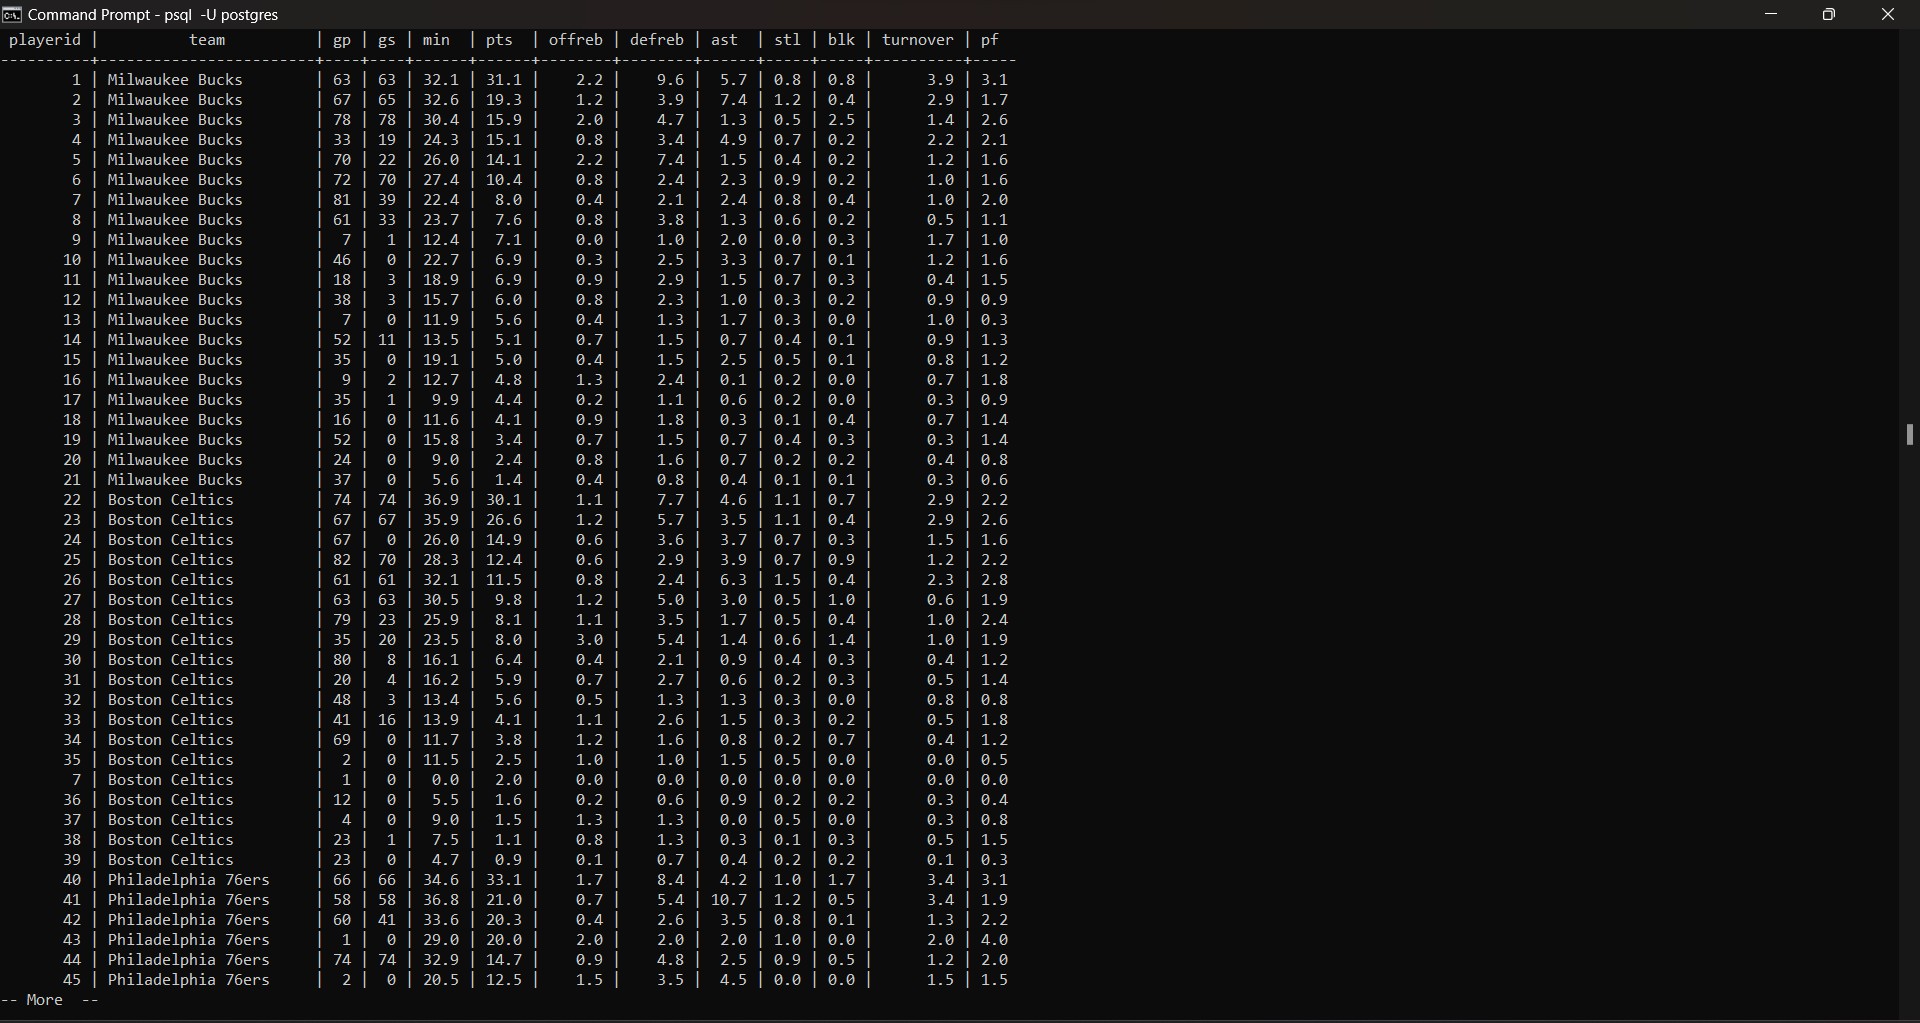 Command Prompt - psql  -U postgres
playerid |          team          | gp | gs | min  | pts  | offreb | defreb | ast  | stl | blk | turnover | pf
----------+------------------------+----+----+------+------+--------+--------+------+-----+-----+----------+-----
1 | Milwaukee Bucks | 63 | 63 | 32.1 | 31.1 | 2.2 | 9.6 | 5.7 | 0.8 | 0.8 | 3.9 | 3.1
2 | Milwaukee Bucks | 67 | 65 | 32.6 | 19.3 | 1.2 | 3.9 | 7.4 | 1.2 | 0.4 | 2.9 | 1.7
3 | Milwaukee Bucks | 78 | 78 | 30.4 | 15.9 | 2.0 | 4.7 | 1.3 | 0.5 | 2.5 | 1.4 | 2.6
4 | Milwaukee Bucks | 33 | 19 | 24.3 | 15.1 | 0.8 | 3.4 | 4.9 | 0.7 | 0.2 | 2.2 | 2.1
5 | Milwaukee Bucks | 70 | 22 | 26.0 | 14.1 | 2.2 | 7.4 | 1.5 | 0.4 | 0.2 | 1.2 | 1.6
6 | Milwaukee Bucks | 72 | 70 | 27.4 | 10.4 | 0.8 | 2.4 | 2.3 | 0.9 | 0.2 | 1.0 | 1.6
7 | Milwaukee Bucks | 81 | 39 | 22.4 | 8.0 | 0.4 | 2.1 | 2.4 | 0.8 | 0.4 | 1.0 | 2.0
8 | Milwaukee Bucks | 61 | 33 | 23.7 | 7.6 | 0.8 | 3.8 | 1.3 | 0.6 | 0.2 | 0.5 | 1.1
9 | Milwaukee Bucks | 7 | 1 | 12.4 | 7.1 | 0.0 | 1.0 | 2.0 | 0.0 | 0.3 | 1.7 | 1.0
10 | Milwaukee Bucks | 46 | 0 | 22.7 | 6.9 | 0.3 | 2.5 | 3.3 | 0.7 | 0.1 | 1.2 | 1.6
11 | Milwaukee Bucks | 18 | 3 | 18.9 | 6.9 | 0.9 | 2.9 | 1.5 | 0.7 | 0.3 | 0.4 | 1.5
12 | Milwaukee Bucks | 38 | 3 | 15.7 | 6.0 | 0.8 | 2.3 | 1.0 | 0.3 | 0.2 | 0.9 | 0.9
13 | Milwaukee Bucks | 7 | 0 | 11.9 | 5.6 | 0.4 | 1.3 | 1.7 | 0.3 | 0.0 | 1.0 | 0.3
14 | Milwaukee Bucks | 52 | 11 | 13.5 | 5.1 | 0.7 | 1.5 | 0.7 | 0.4 | 0.1 | 0.9 | 1.3
15 | Milwaukee Bucks | 35 | 0 | 19.1 | 5.0 | 0.4 | 1.5 | 2.5 | 0.5 | 0.1 | 0.8 | 1.2
16 | Milwaukee Bucks | 9 | 2 | 12.7 | 4.8 | 1.3 | 2.4 | 0.1 | 0.2 | 0.0 | 0.7 | 1.8
17 | Milwaukee Bucks | 35 | 1 | 9.9 | 4.4 | 0.2 | 1.1 | 0.6 | 0.2 | 0.0 | 0.3 | 0.9
18 | Milwaukee Bucks | 16 | 0 | 11.6 | 4.1 | 0.9 | 1.8 | 0.3 | 0.1 | 0.4 | 0.7 | 1.4
19 | Milwaukee Bucks | 52 | 0 | 15.8 | 3.4 | 0.7 | 1.5 | 0.7 | 0.4 | 0.3 | 0.3 | 1.4
20 | Milwaukee Bucks | 24 | 0 | 9.0 | 2.4 | 0.8 | 1.6 | 0.7 | 0.2 | 0.2 | 0.4 | 0.8
21 | Milwaukee Bucks | 37 | 0 | 5.6 | 1.4 | 0.4 | 0.8 | 0.4 | 0.1 | 0.1 | 0.3 | 0.6
22 | Boston Celtics | 74 | 74 | 36.9 | 30.1 | 1.1 | 7.7 | 4.6 | 1.1 | 0.7 | 2.9 | 2.2
23 | Boston Celtics | 67 | 67 | 35.9 | 26.6 | 1.2 | 5.7 | 3.5 | 1.1 | 0.4 | 2.9 | 2.6
24 | Boston Celtics | 67 | 0 | 26.0 | 14.9 | 0.6 | 3.6 | 3.7 | 0.7 | 0.3 | 1.5 | 1.6
25 | Boston Celtics | 82 | 70 | 28.3 | 12.4 | 0.6 | 2.9 | 3.9 | 0.7 | 0.9 | 1.2 | 2.2
26 | Boston Celtics | 61 | 61 | 32.1 | 11.5 | 0.8 | 2.4 | 6.3 | 1.5 | 0.4 | 2.3 | 2.8
27 | Boston Celtics | 63 | 63 | 30.5 | 9.8 | 1.2 | 5.0 | 3.0 | 0.5 | 1.0 | 0.6 | 1.9
28 | Boston Celtics | 79 | 23 | 25.9 | 8.1 | 1.1 | 3.5 | 1.7 | 0.5 | 0.4 | 1.0 | 2.4
29 | Boston Celtics | 35 | 20 | 23.5 | 8.0 | 3.0 | 5.4 | 1.4 | 0.6 | 1.4 | 1.0 | 1.9
30 | Boston Celtics | 80 | 8 | 16.1 | 6.4 | 0.4 | 2.1 | 0.9 | 0.4 | 0.3 | 0.4 | 1.2
31 | Boston Celtics | 20 | 4 | 16.2 | 5.9 | 0.7 | 2.7 | 0.6 | 0.2 | 0.3 | 0.5 | 1.4
32 | Boston Celtics | 48 | 3 | 13.4 | 5.6 | 0.5 | 1.3 | 1.3 | 0.3 | 0.0 | 0.8 | 0.8
33 | Boston Celtics | 41 | 16 | 13.9 | 4.1 | 1.1 | 2.6 | 1.5 | 0.3 | 0.2 | 0.5 | 1.8
34 | Boston Celtics | 69 | 0 | 11.7 | 3.8 | 1.2 | 1.6 | 0.8 | 0.2 | 0.7 | 0.4 | 1.2
35 | Boston Celtics | 2 | 0 | 11.5 | 2.5 | 1.0 | 1.0 | 1.5 | 0.5 | 0.0 | 0.0 | 0.5
7 | Boston Celtics | 1 | 0 | 0.0 | 2.0 | 0.0 | 0.0 | 0.0 | 0.0 | 0.0 | 0.0 | 0.0
36 | Boston Celtics | 12 | 0 | 5.5 | 1.6 | 0.2 | 0.6 | 0.9 | 0.2 | 0.2 | 0.3 | 0.4
37 | Boston Celtics | 4 | 0 | 9.0 | 1.5 | 1.3 | 1.3 | 0.0 | 0.5 | 0.0 | 0.3 | 0.8
38 | Boston Celtics | 23 | 1 | 7.5 | 1.1 | 0.8 | 1.3 | 0.3 | 0.1 | 0.3 | 0.5 | 1.5
39 | Boston Celtics | 23 | 0 | 4.7 | 0.9 | 0.1 | 0.7 | 0.4 | 0.2 | 0.2 | 0.1 | 0.3
40 | Philadelphia 76ers | 66 | 66 | 34.6 | 33.1 | 1.7 | 8.4 | 4.2 | 1.0 | 1.7 | 3.4 | 3.1
41 | Philadelphia 76ers | 58 | 58 | 36.8 | 21.0 | 0.7 | 5.4 | 10.7 | 1.2 | 0.5 | 3.4 | 1.9
42 | Philadelphia 76ers | 60 | 41 | 33.6 | 20.3 | 0.4 | 2.6 | 3.5 | 0.8 | 0.1 | 1.3 | 2.2
43 | Philadelphia 76ers | 1 | 0 | 29.0 | 20.0 | 2.0 | 2.0 | 2.0 | 1.0 | 0.0 | 2.0 | 4.0
44 | Philadelphia 76ers | 74 | 74 | 32.9 | 14.7 | 0.9 | 4.8 | 2.5 | 0.9 | 0.5 | 1.2 | 2.0
45 | Philadelphia 76ers | 2 | 0 | 20.5 | 12.5 | 1.5 | 3.5 | 4.5 | 0.0 | 0.0 | 1.5 | 1.5
-- More  --